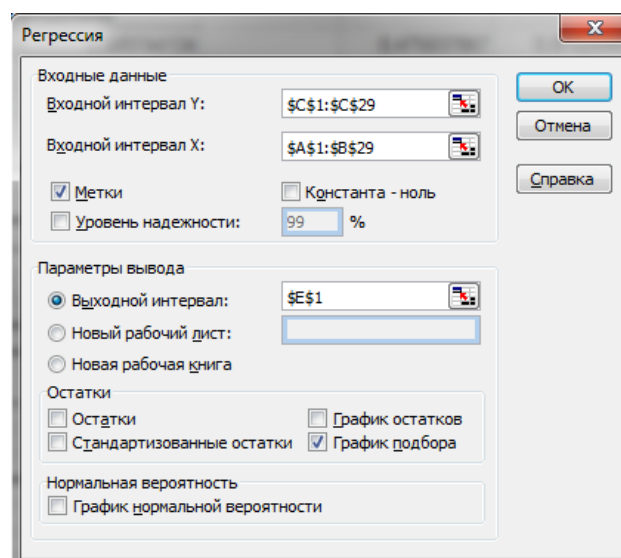 Регрессия
Входные данные
Входной интервал Y: $C$1:$C$29
Входной интервал X: $A$1:$B$29
Метки Константа - ноль
Уровень надежности: 99 %
OK
Отмена
Справка
Параметры вывода
Выходной интервал: $E$1
Новый рабочий лист:
Новая рабочая книга
Остатки
Остатки График остатков
Стандартизованные остатки График подбора
Нормальная вероятность
График нормальной вероятности